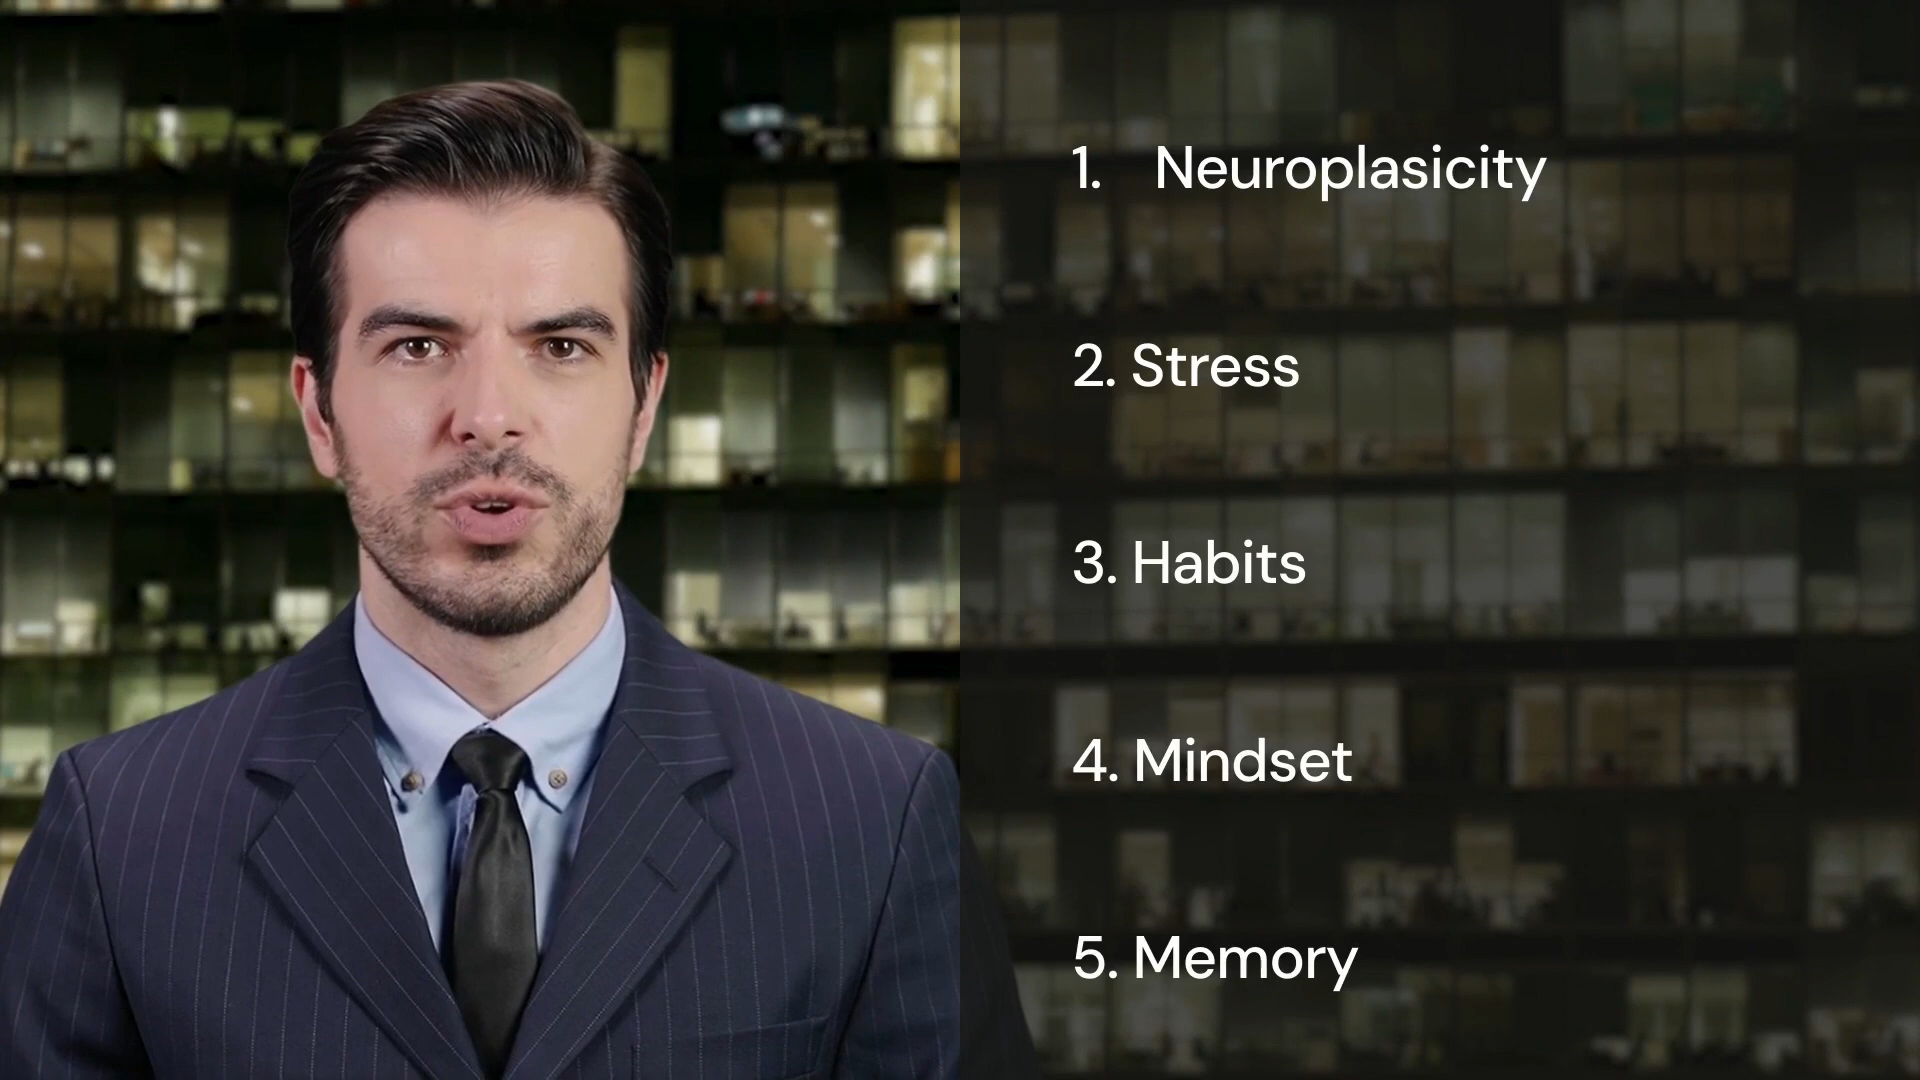 1. Neuroplasicity
2. Stress
3. Habits
4. Mindset
5. Memory